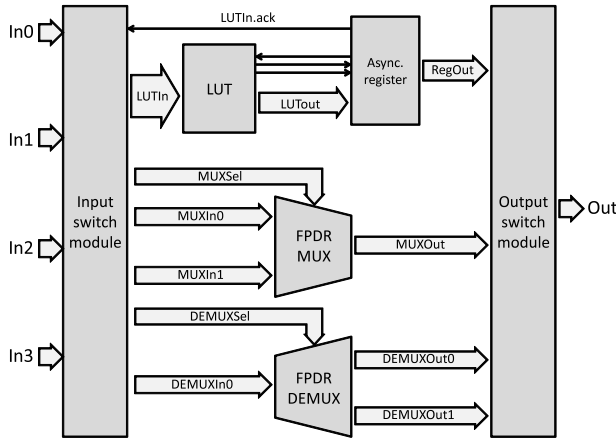 LUTIn.ack
In0
Async.
register
LUTIn
LUT
RegOut
LUTout
In1
MUXSel
Input
switch
module
MUXIn0
FPDR
MUX
MUXOut
Output
switch
module
Out
In2
MUXIn1
DEMUXSel
In3
DEMUXIn0
FPDR
DEMUX
DEMUXOut0
DEMUXOut1